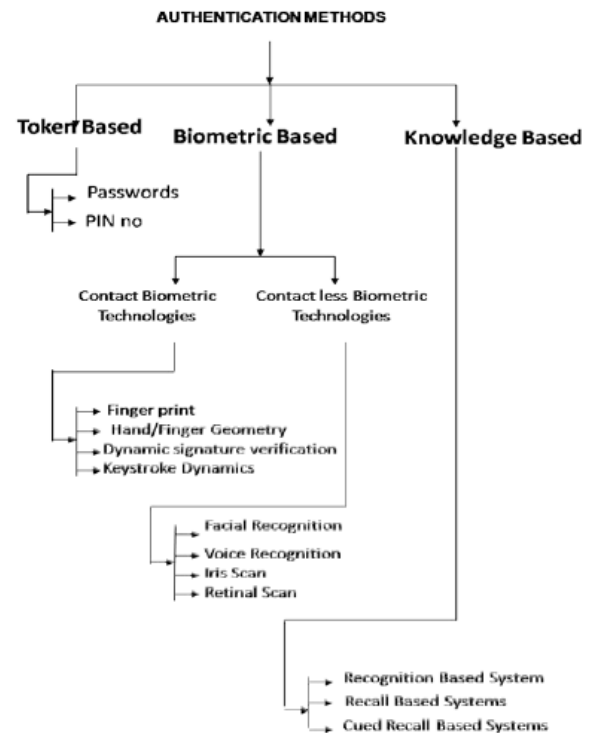 AUTHENTICATION METHODS
Token Based
Biometric Based
Knowledge Based
Passwords
PIN no
Contact Biometric
Technologies
Contact less Biometric
Technologies
Finger print
Hand/Finger Geometry
Dynamic signature verification
Keystroke Dynamics
Facial Recognition
Voice Recognition
Iris Scan
Retinal Scan
Recognition Based System
Recall Based Systems
Cued Recall Based Systems